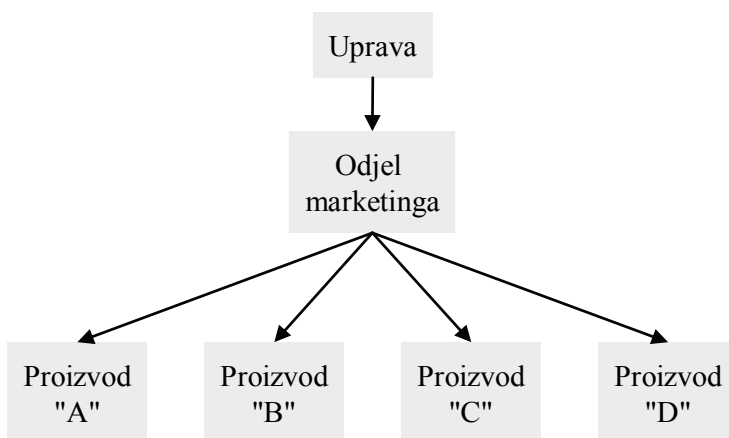 Uprava
Odjel
marketinga
Proizvod
"A"
Proizvod
"B"
Proizvod
"C"
Proizvod
"D"